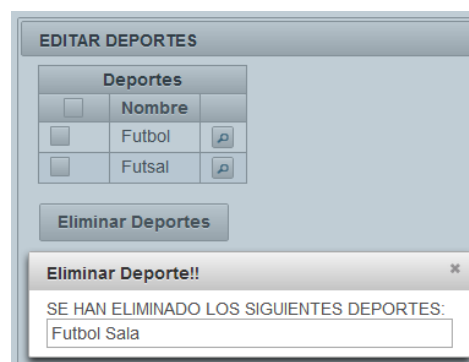 EDITAR DEPORTES
Deportes
Nombre
Futbol
Futsal
Eliminar Deportes
Eliminar Deporte!!
SE HAN ELIMINADO LOS SIGUIENTES DEPORTES:
Futbol Sala